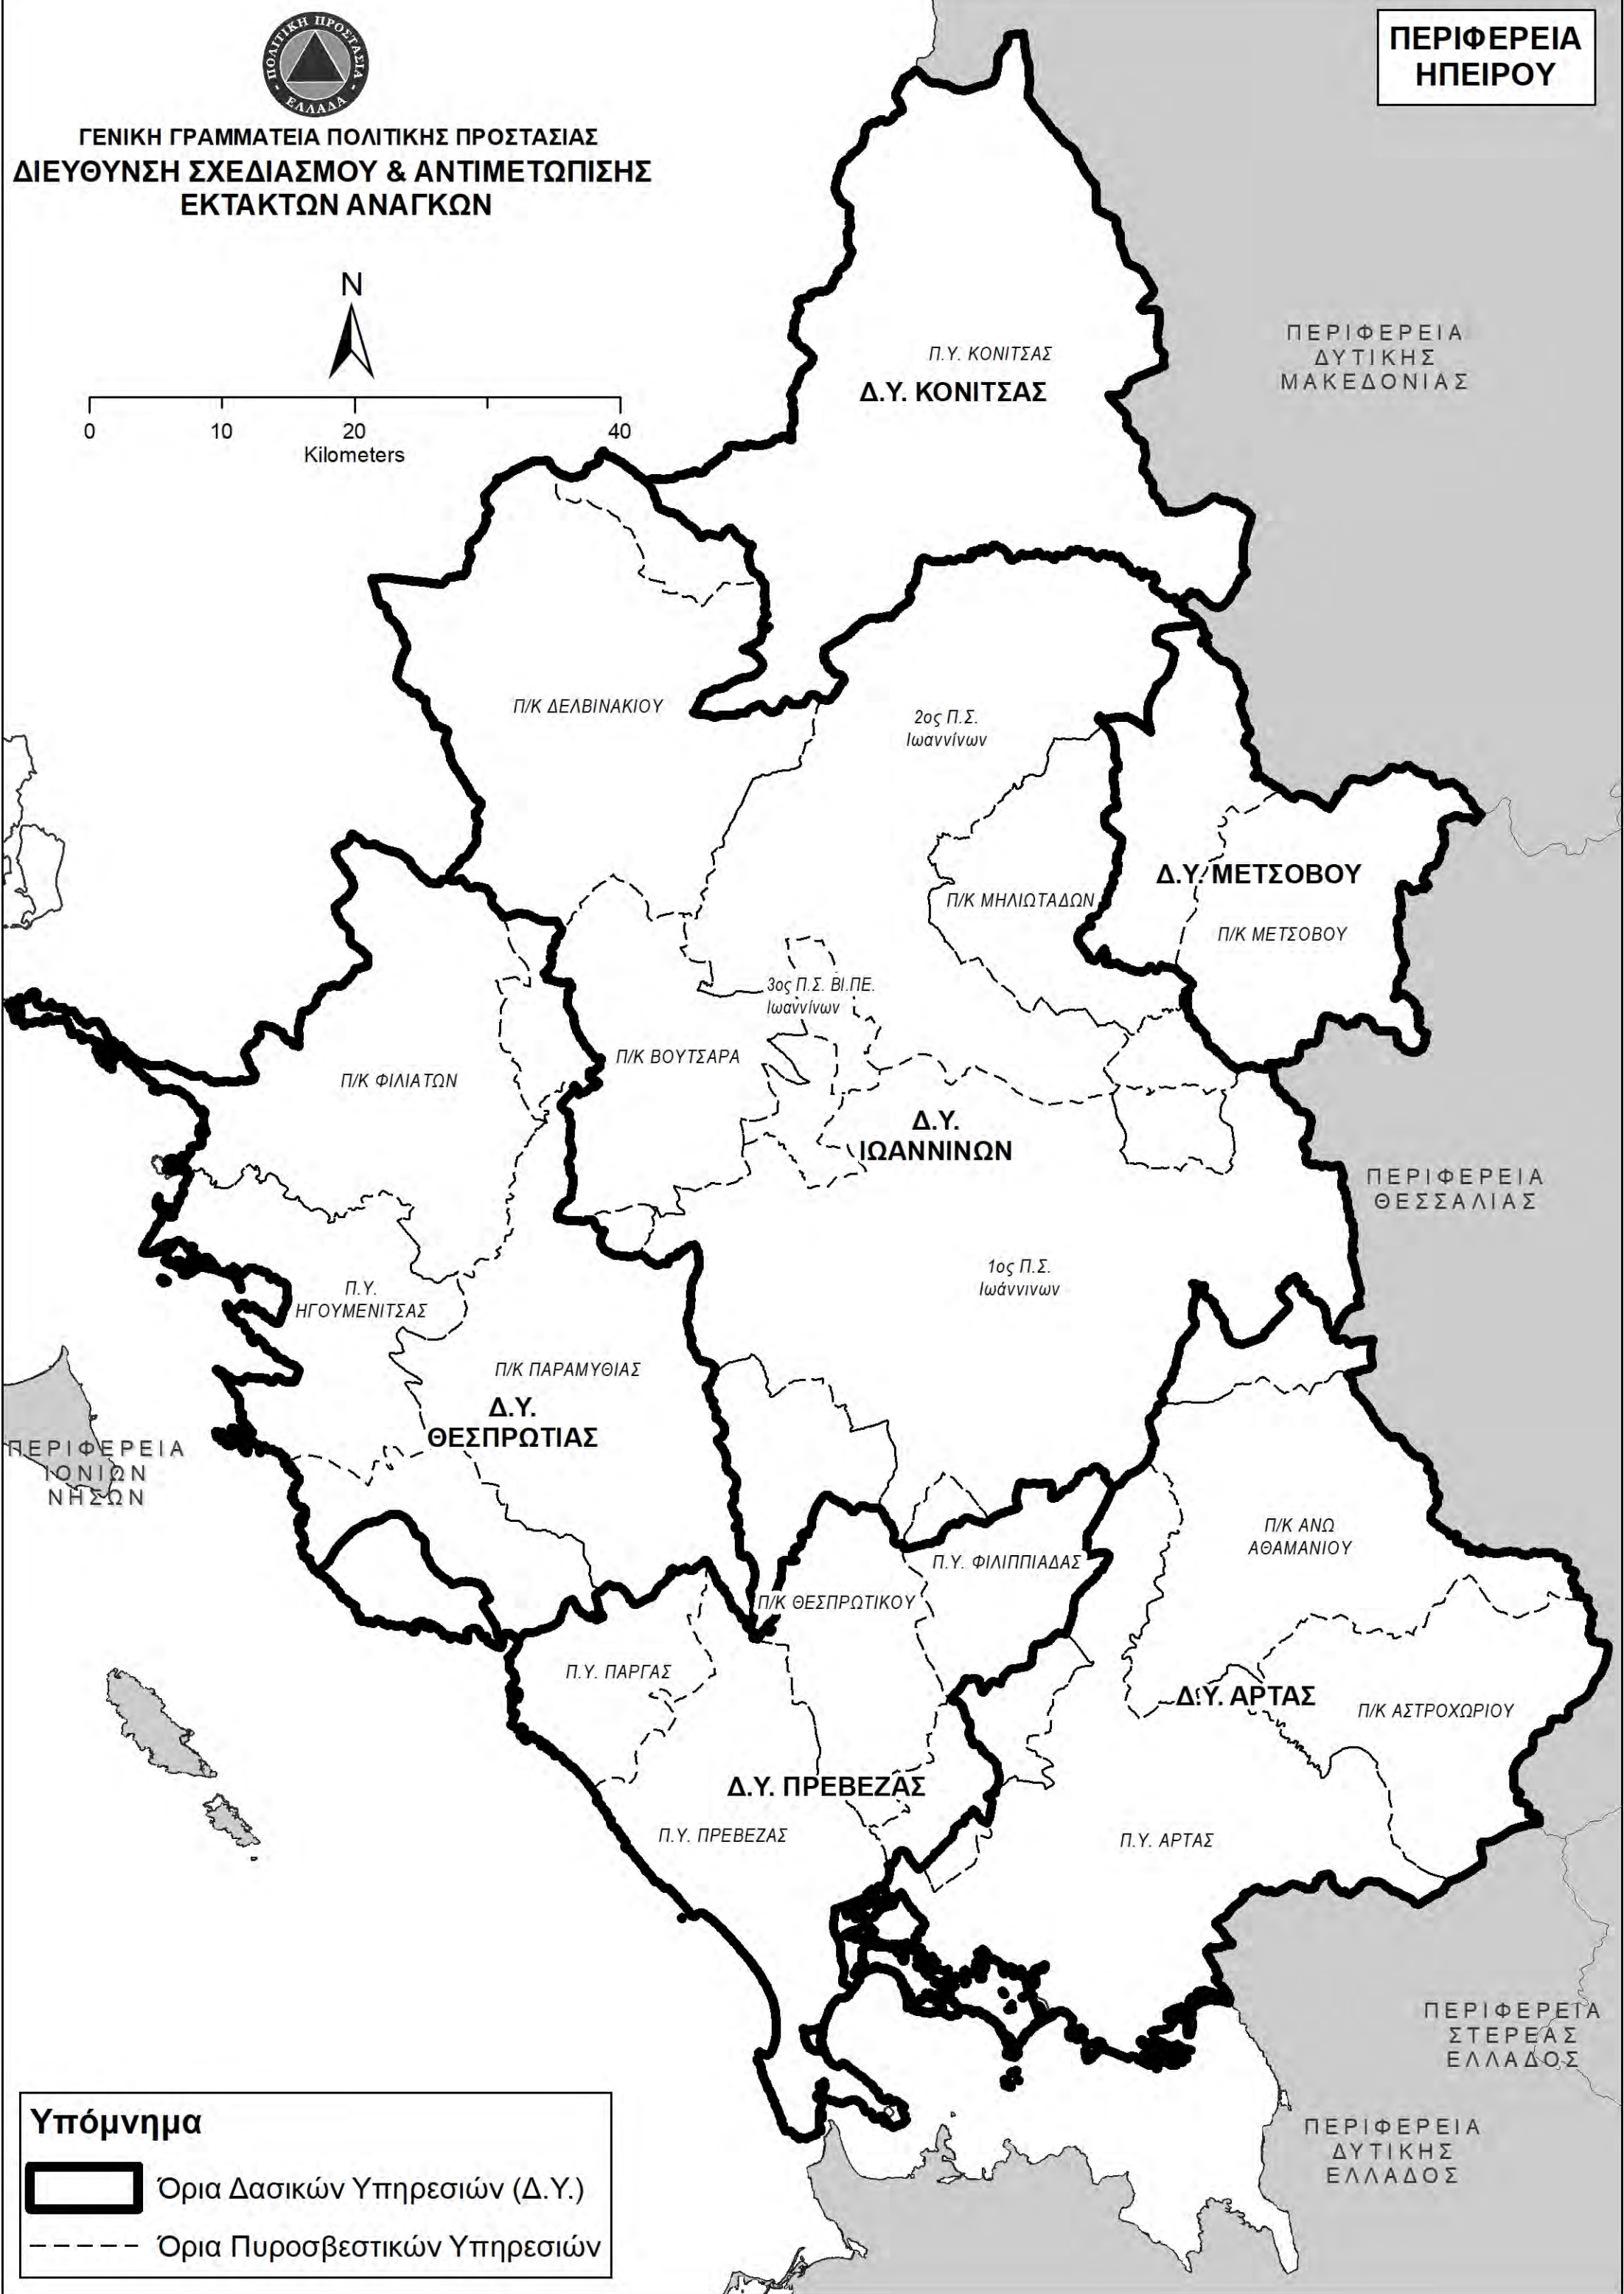 ΠΟΛΙΤΙΚΗ ΠΡΟΣΤΑΣΙΑ
ΕΛΛΑΔΑ
ΓΕΝΙΚΗ ΓΡΑΜΜΑΤΕΙΑ ΠΟΛΙΤΙΚΗΣ ΠΡΟΣΤΑΣΙΑΣ
ΔΙΕΥΘΥΝΣΗ ΣΧΕΔΙΑΣΜΟΥ & ΑΝΤΙΜΕΤΩΠΙΣΗΣ
ΕΚΤΑΚΤΩΝ ΑΝΑΓΚΩΝ
ΠΕΡΙΦΕΡΕΙΑ
ΗΠΕΙΡΟΥ
N
0 10 20 40
Kilometers
Π.Υ. ΚΟΝΙΤΣΑΣ
Δ.Υ. ΚΟΝΙΤΣΑΣ
ΠΕΡΙΦΕΡΕΙΑ
ΔΥΤΙΚΗΣ
ΜΑΚΕΔΟΝΙΑΣ
Π/Κ ΔΕΛΒΙΝΑΚΙΟΥ
2ος Π.Σ.
Ιωαννίνων
Π/Κ ΜΗΛΙΩΤΑΔΩΝ
Δ.Υ. ΜΕΤΣΟΒΟΥ
Π/Κ ΜΕΤΣΟΒΟΥ
3ος Π.Σ. ΒΙ.ΠΕ.
Ιωαννίνων
Π/Κ ΒΟΥΤΣΑΡΑ
Π/Κ ΦΙΛΙΑΤΩΝ
Δ.Υ.
ΙΩΑΝΝΙΝΩΝ
ΠΕΡΙΦΕΡΕΙΑ
ΘΕΣΣΑΛΙΑΣ
1ος Π.Σ.
Ιωάννινων
Π.Υ.
ΗΓΟΥΜΕΝΙΤΣΑΣ
Π/Κ ΠΑΡΑΜΥΘΙΑΣ
Δ.Υ.
ΘΕΣΠΡΩΤΙΑΣ
ΠΕΡΙΦΕΡΕΙΑ
ΙΟΝΙΩΝ
ΝΗΣΩΝ
Π/Κ ΑΝΩ
ΑΘΑΜΑΝΙΟΥ
Π.Υ. ΦΙΛΙΠΠΙΑΔΑΣ
Π/Κ ΘΕΣΠΡΩΤΙΚΟΥ
Π.Υ. ΠΑΡΓΑΣ
Δ.Υ. ΑΡΤΑΣ
Π/Κ ΑΣΤΡΟΧΩΡΙΟΥ
Δ.Υ. ΠΡΕΒΕΖΑΣ
Π.Υ. ΠΡΕΒΕΖΑΣ
Π.Υ. ΑΡΤΑΣ
ΠΕΡΙΦΕΡΕΙΑ
ΣΤΕΡΕΑΣ
ΕΛΛΑΔΟΣ
ΠΕΡΙΦΕΡΕΙΑ
ΔΥΤΙΚΗΣ
ΕΛΛΑΔΟΣ
Υπόμνημα
Όρια Δασικών Υπηρεσιών (Δ.Υ.)
Όρια Πυροσβεστικών Υπηρεσιών